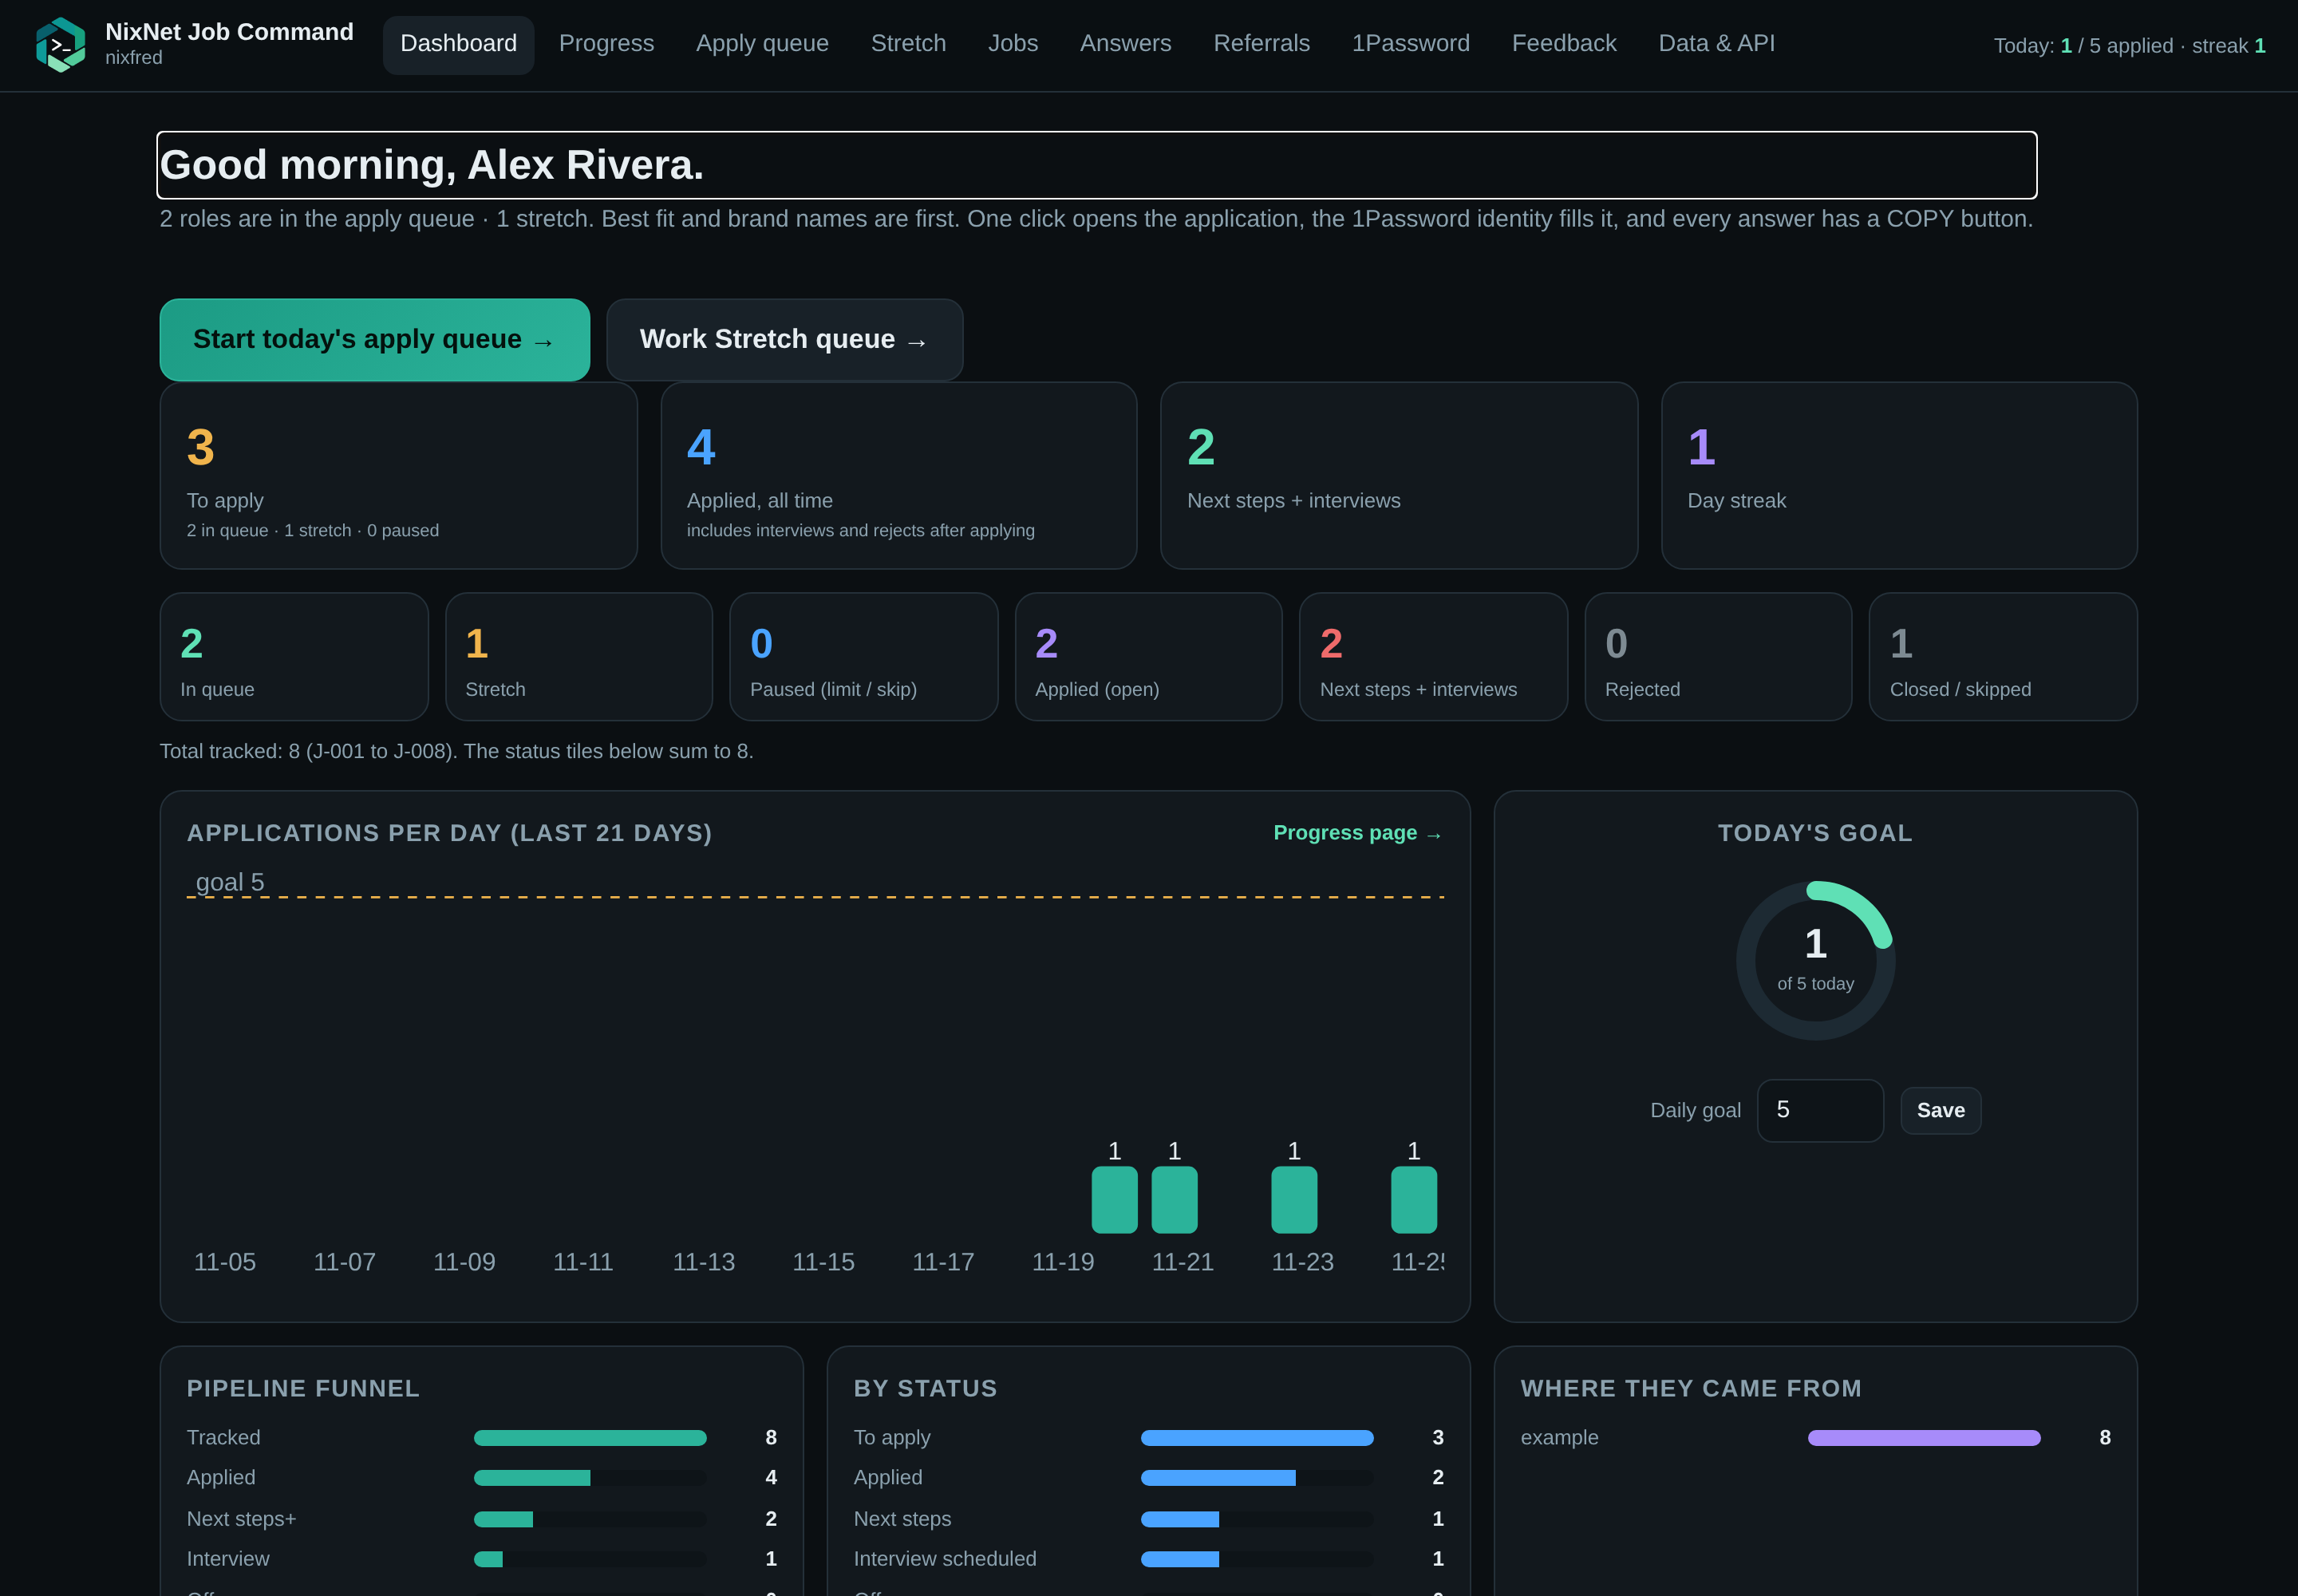 NixNet Job Command
nixfred
Dashboard
Progress
Apply queue
Stretch
Jobs
Answers
Referrals
1Password
Feedback
Data & API
Today: 1 / 5 applied · streak 1
Good morning, Alex Rivera.
2 roles are in the apply queue · 1 stretch. Best fit and brand names are first. One click opens the application, the 1Password identity fills it, and every answer has a COPY button.
Start today's apply queue →
Work Stretch queue →
3
To apply
2 in queue · 1 stretch · 0 paused
4
Applied, all time
includes interviews and rejects after applying
2
Next steps + interviews
1
Day streak
2
In queue
1
Stretch
0
Paused (limit / skip)
2
Applied (open)
2
Next steps + interviews
0
Rejected
1
Closed / skipped
Total tracked: 8 (J-001 to J-008). The status tiles below sum to 8.
APPLICATIONS PER DAY (LAST 21 DAYS)
Progress page →
goal 5
1 1 1 1
11-05 11-07 11-09 11-11 11-13 11-15 11-17 11-19 11-21 11-23 11-25
TODAY'S GOAL
1
of 5 today
Daily goal 5 Save
PIPELINE FUNNEL
Tracked 8
Applied 4
Next steps+ 2
Interview 1
BY STATUS
To apply 3
Applied 2
Next steps 1
Interview scheduled 1
WHERE THEY CAME FROM
example 8